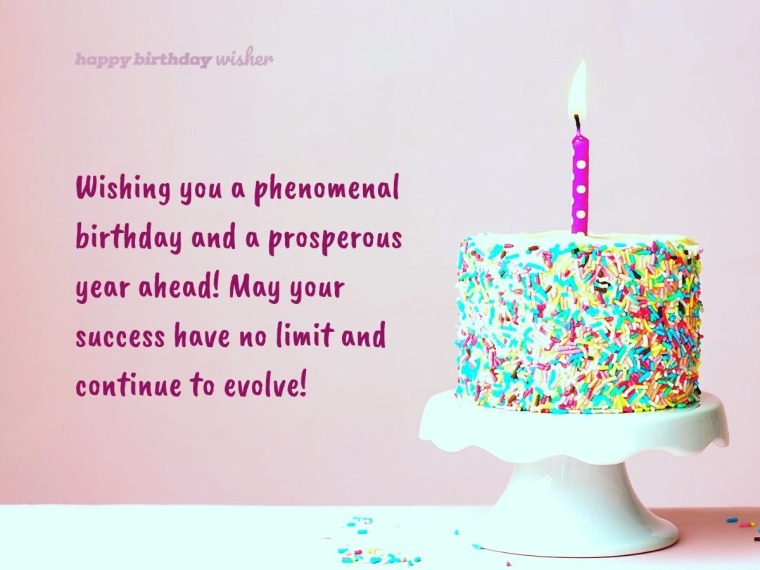 happy birthday wisher
Wishing you a phenomenal
birthday and a prosperous
year ahead! May your
success have no limit and
continue to evolve!